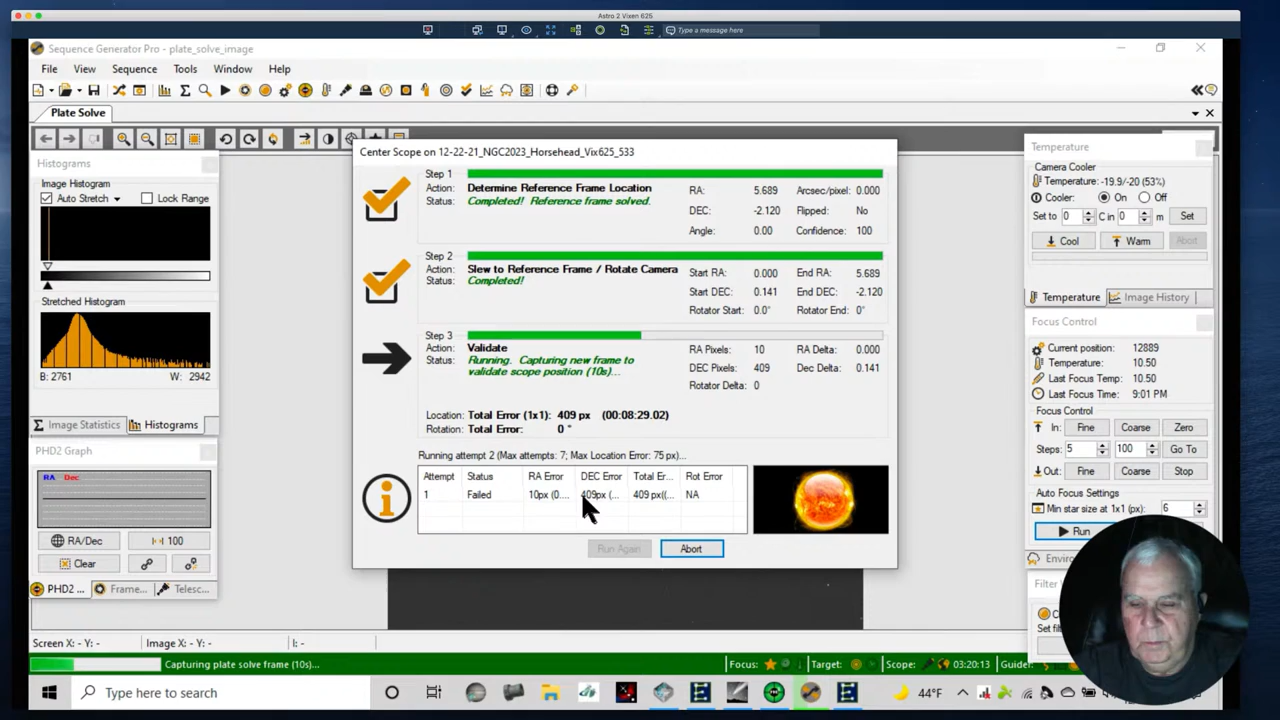 Astro 2 Vixen 625
Type a message here
Sequence Generator Pro - plate_solve_image
File View Sequence Tools Window Help
Plate Solve
Histograms
Image Histogram
Auto Stretch Lock Range
Stretched Histogram
B: 2761 W: 2942
Image Statistics Histograms
PHD2 Graph
RA Dec
RA/Dec 100
Clear
PHD2 ... Frame... Telesc...
Center Scope on 12-22-21_NGC2023_Horsehead_Vix625_533
Step 1
Action: Determine Reference Frame Location
Status: Completed! Reference frame solved.
RA: 5.689 Arcsec/pixel: 0.000
DEC: -2.120 Flipped: No
Angle: 0.00 Confidence: 100
Step 2
Action: Slew to Reference Frame / Rotate Camera
Status: Completed!
Start RA: 0.000 End RA: 5.689
Start DEC: 0.141 End DEC: -2.120
Rotator Start: 0.0° Rotator End: 0°
Step 3
Action: Validate
Status: Running. Capturing new frame to
validate scope position (10s)...
RA Pixels: 10 RA Delta: 0.000
DEC Pixels: 409 Dec Delta: 0.141
Rotator Delta: 0
Location: Total Error (1x1): 409 px (00:08:29.02)
Rotation: Total Error: 0 °
Running attempt 2 (Max attempts: 7; Max Location Error: 75 px)...
Attempt Status RA Error DEC Error Total Er... Rot Error
1 Failed 10px (0.... 409px (... 409 px((... NA
Run Again Abort
Temperature
Camera Cooler
Temperature: -19.9/-20 (53%)
Cooler: On Off
Set to 0 C in 0 m Set
Cool Warm Abort
Temperature Image History
Focus Control
Current position: 12889
Temperature: 10.50
Last Focus Temp: 10.50
Last Focus Time: 9:01 PM
Focus Control
In: Fine Coarse Zero
Steps: 5 100 Go To
Out: Fine Coarse Stop
Auto Focus Settings
Min star size at 1x1 (px): 6
Run
Screen X: - Y: - Image X: - Y: - I: -
Capturing plate solve frame (10s)...
Focus: Target: Scope: 03:20:13 Guider:
Type here to search
44°F